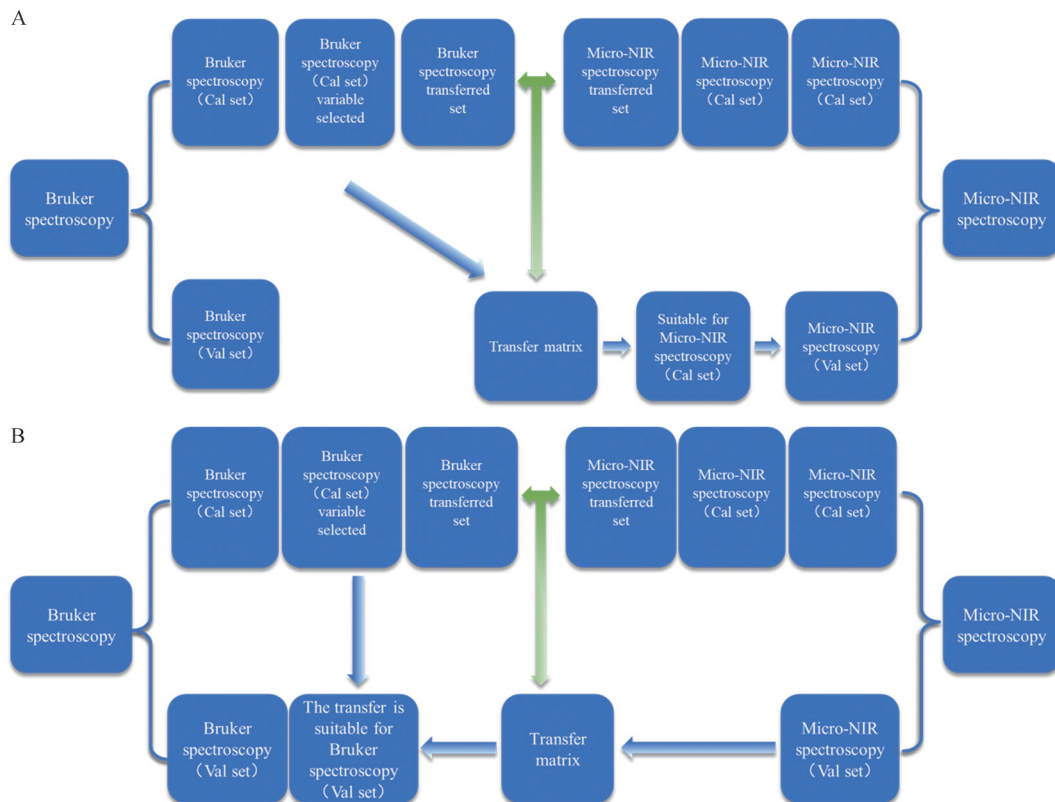 A
Bruker
spectroscopy
（Cal set）
Bruker
spectroscopy
（Cal set）
variable
selected
Bruker
spectroscopy
transferred
set
Micro-NIR
spectroscopy
transferred
set
Micro-NIR
spectroscopy
（Cal set）
Micro-NIR
spectroscopy
（Cal set）
Bruker
spectroscopy
Micro-NIR
spectroscopy
Bruker
spectroscopy
（Val set）
Transfer matrix
Suitable for
Micro-NIR
spectroscopy
（Cal set）
Micro-NIR
spectroscopy
（Val set）
B
Bruker
spectroscopy
（Cal set）
Bruker
spectroscopy
（Cal set）
variable
selected
Bruker
spectroscopy
transferred
set
Micro-NIR
spectroscopy
transferred
set
Micro-NIR
spectroscopy
（Cal set）
Micro-NIR
spectroscopy
（Cal set）
Bruker
spectroscopy
Micro-NIR
spectroscopy
Bruker
spectroscopy
（Val set）
The transfer is
suitable for
Bruker
spectroscopy
（Val set）
Transfer
matrix
Micro-NIR
spectroscopy
（Val set）